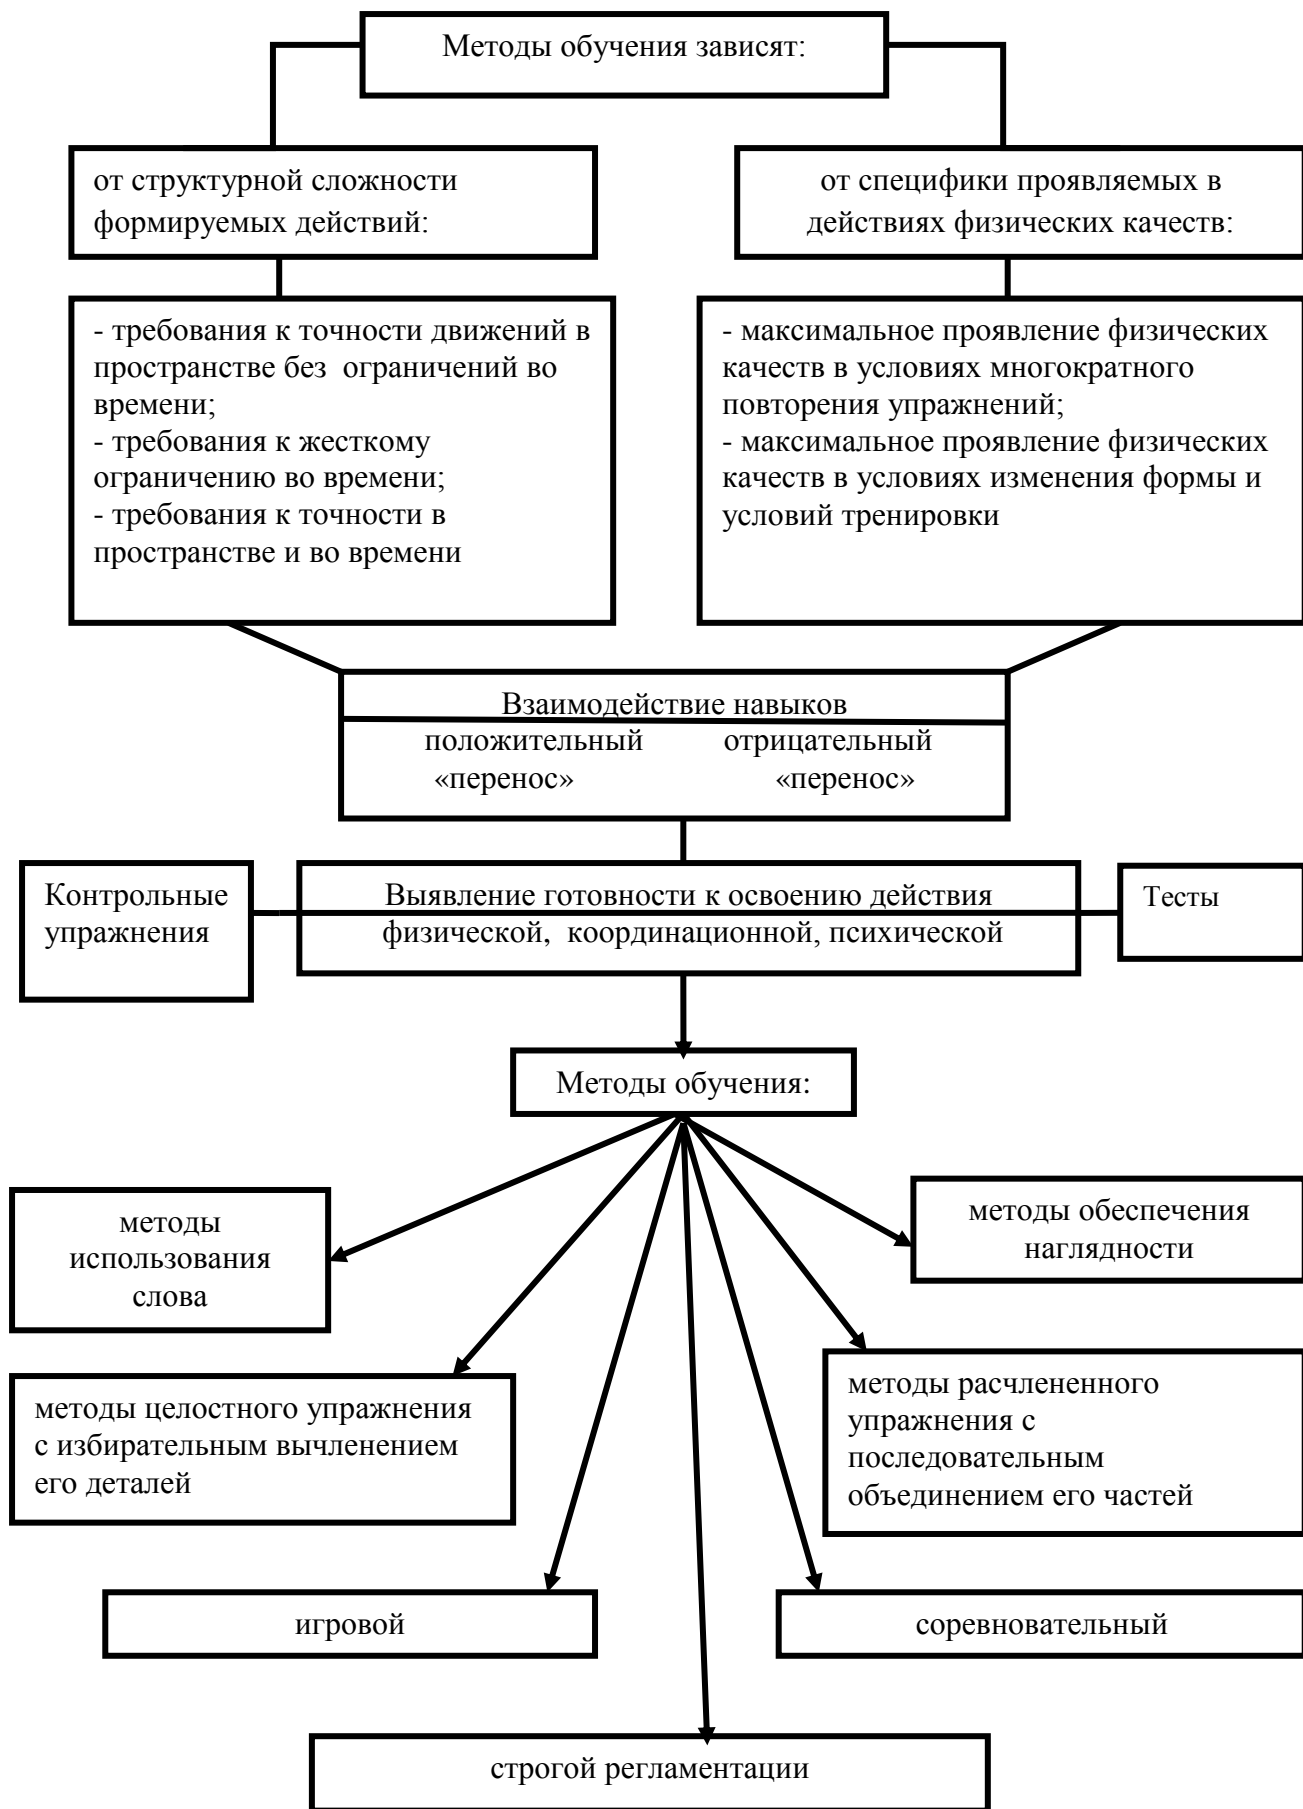 Методы обучения зависят:
от структурной сложности
формируемых действий:
от специфики проявляемых в
действиях физических качеств:
- требования к точности движений в
пространстве без ограничений во
времени;
- требования к жесткому
ограничению во времени;
- требования к точности в
пространстве и во времени
- максимальное проявление физических
качеств в условиях многократного
повторения упражнений;
- максимальное проявление физических
качеств в условиях изменения формы и
условий тренировки
Взаимодействие навыков
положительный отрицательный
«перенос» «перенос»
Контрольные
упражнения
Выявление готовности к освоению действия
физической, координационной, психической
Тесты
Методы обучения:
методы
использования
слова
методы обеспечения
наглядности
методы целостного упражнения
с избирательным вычленением
его деталей
методы расчлененного
упражнения с
последовательным
объединением его частей
игровой
соревновательный
строгой регламентации